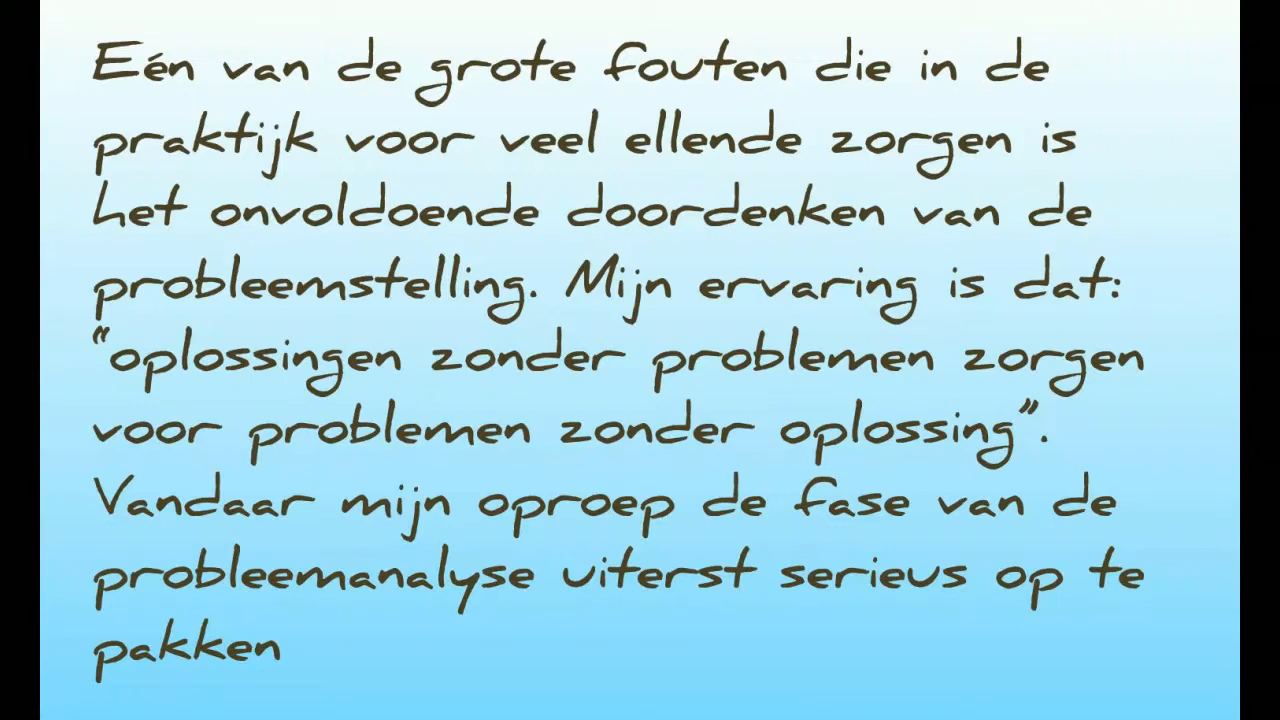 Eén van de grote fouten die in de
praktijk voor veel ellende zorgen is
het onvoldoende doordenken van de
probleemstelling. Mijn ervaring is dat:
“oplossingen zonder problemen zorgen
voor problemen zonder oplossing”.
Vandaar mijn oproep de fase van de
probleemanalyse uiterst serieus op te
pakken